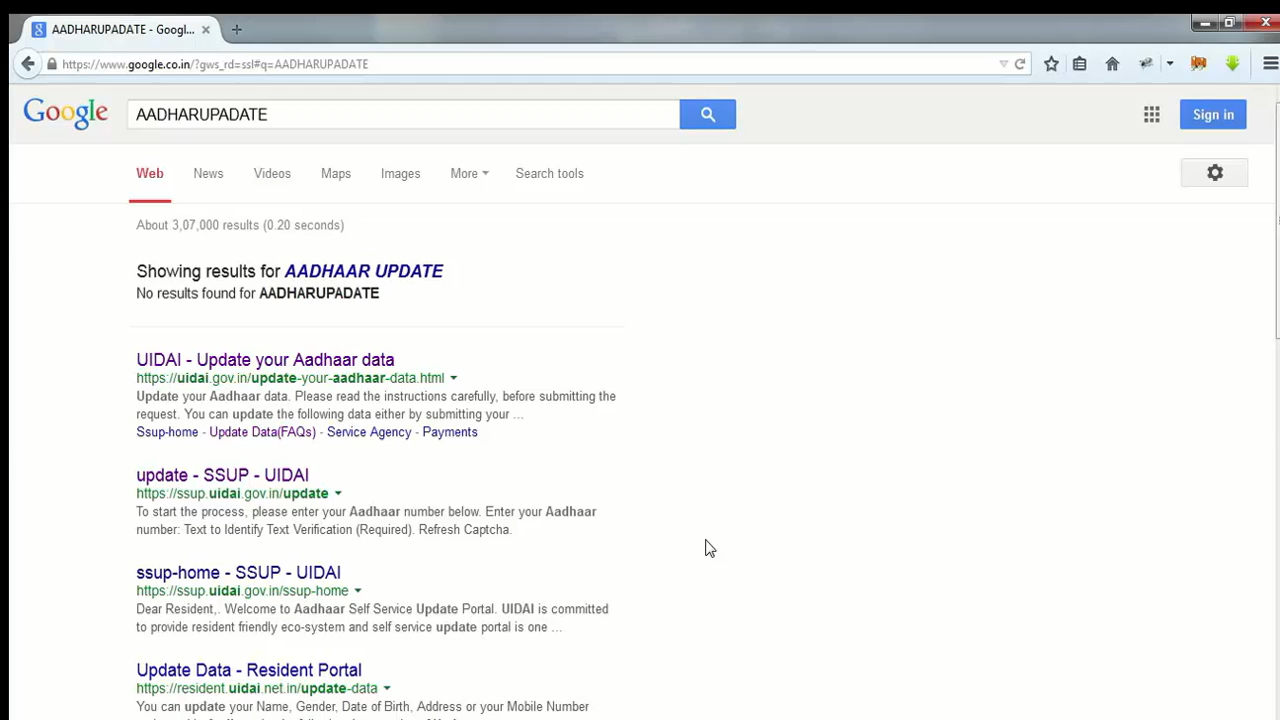 AADHARUPADATE - Googl...
https://www.google.co.in/?gws_rd=ssl#q=AADHARUPADATE
Google
AADHARUPADATE
Sign in
Web News Videos Maps Images More Search tools
About 3,07,000 results (0.20 seconds)
Showing results for AADHAAR UPDATE
No results found for AADHARUPADATE
UIDAI - Update your Aadhaar data
https://uidai.gov.in/update-your-aadhaar-data.html
Update your Aadhaar data. Please read the instructions carefully, before submitting the
request. You can update the following data either by submitting your ...
Ssup-home - Update Data(FAQs) - Service Agency - Payments
update - SSUP - UIDAI
https://ssup.uidai.gov.in/update
To start the process, please enter your Aadhaar number below. Enter your Aadhaar
number: Text to Identify Text Verification (Required). Refresh Captcha.
ssup-home - SSUP - UIDAI
https://ssup.uidai.gov.in/ssup-home
Dear Resident,. Welcome to Aadhaar Self Service Update Portal. UIDAI is committed
to provide resident friendly eco-system and self service update portal is one ...
Update Data - Resident Portal
https://resident.uidai.net.in/update-data
You can update your Name, Gender, Date of Birth, Address or your Mobile Number